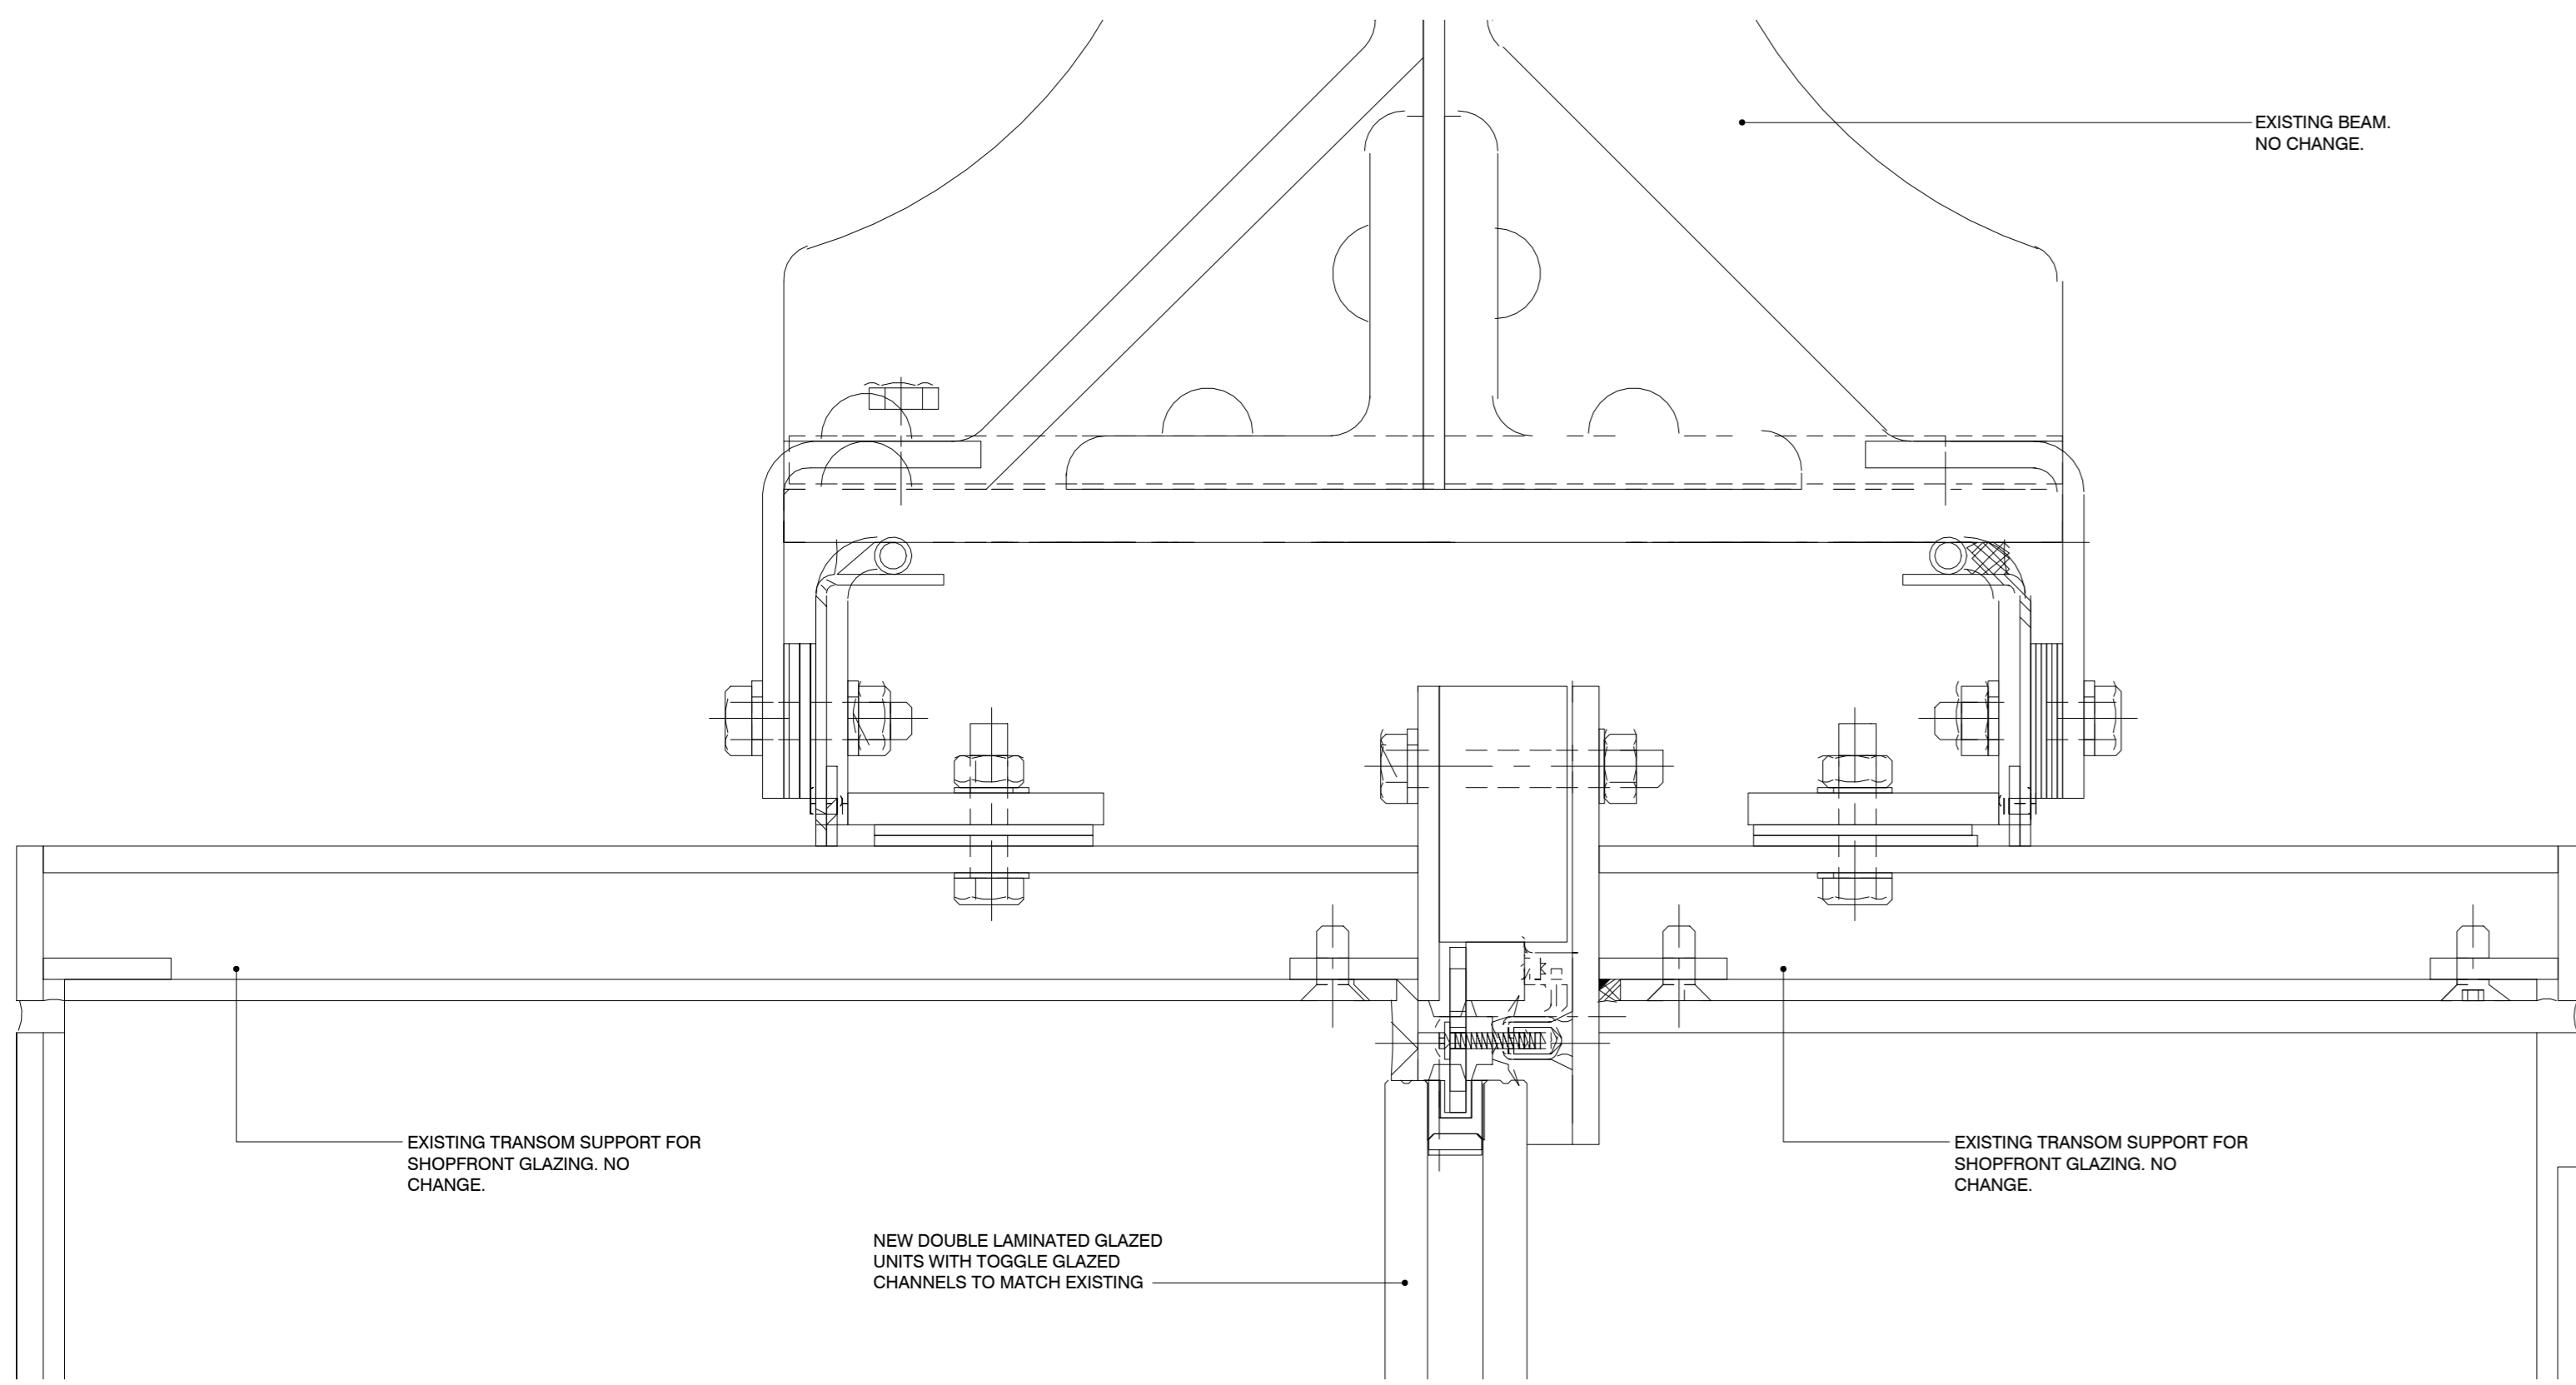 EXISTING BEAM.
NO CHANGE.
EXISTING TRANSOM SUPPORT FOR
SHOPFRONT GLAZING. NO
CHANGE.
EXISTING TRANSOM SUPPORT FOR
SHOPFRONT GLAZING. NO
CHANGE.
NEW DOUBLE LAMINATED GLAZED
UNITS WITH TOGGLE GLAZED
CHANNELS TO MATCH EXISTING